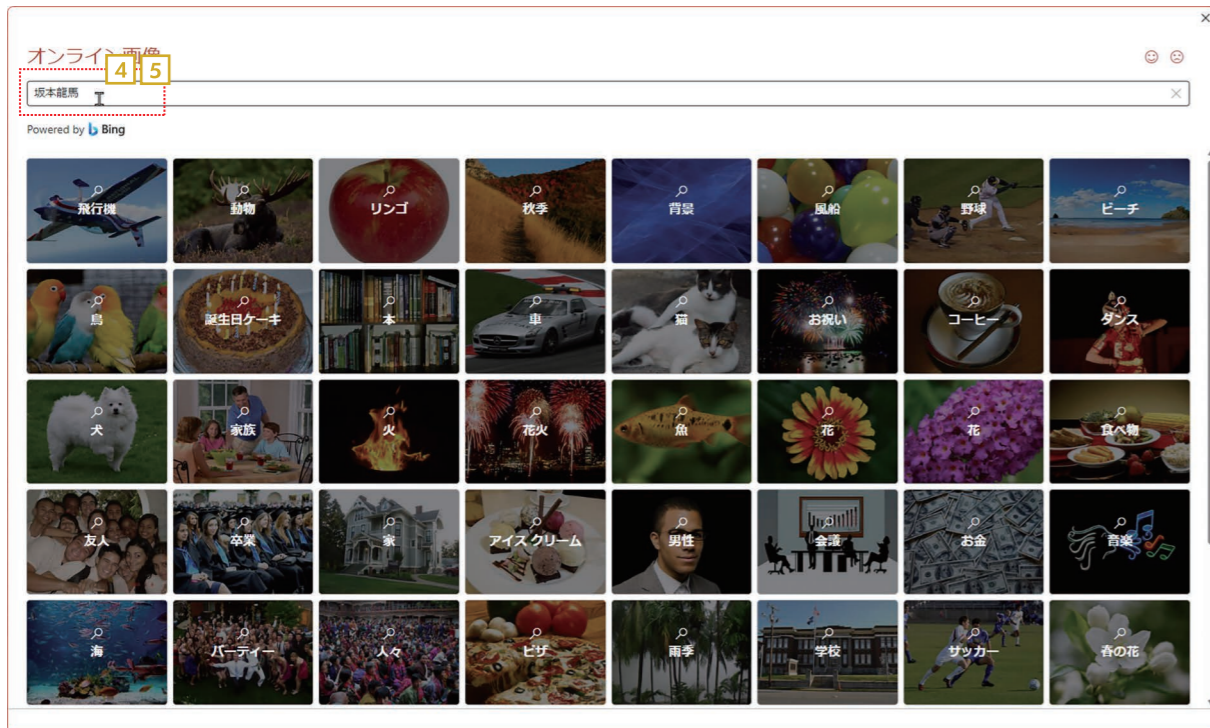 オンライン画像
4 5
坂本龍馬
Powered by Bing
飛行機 動物 リンゴ 秋季 背景 風船 野球 ビーチ
鳥 誕生日ケーキ 本 車 猫 お祝い コーヒー ダンス
犬 家族 火 花火 魚 花 花 食べ物
友人 卒業 家 アイス クリーム 男性 会議 お金 音楽
海 パーティー 人々 ピザ 雨季 学校 サッカー 春の花